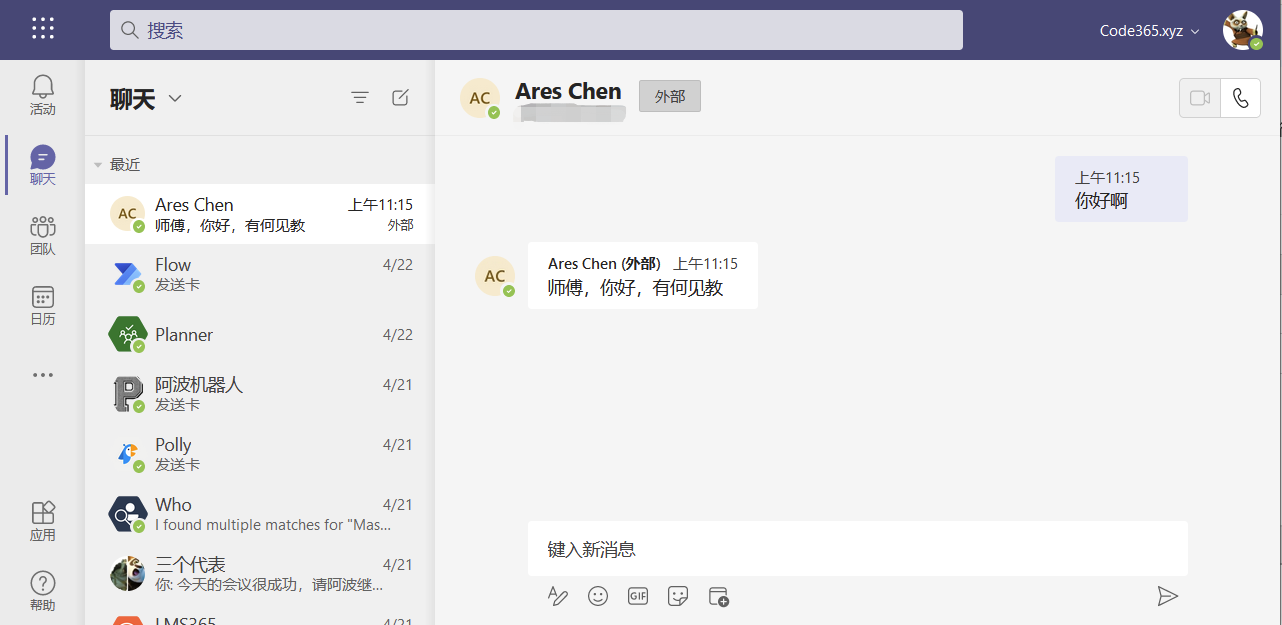 搜索
Code365.xyz
活动
聊天
团队
日历
应用
帮助
聊天
最近
AC
Ares Chen
上午11:15
师傅，你好，有何见教
外部
Flow
4/22
发送卡
Planner
4/22
阿波机器人
4/21
发送卡
Polly
4/21
发送卡
Who
4/21
I found multiple matches for "Mas...
三个代表
4/21
你: 今天的会议很成功，请阿波继...
LMS365
4/21
AC
Ares Chen
外部
上午11:15
你好啊
AC
Ares Chen (外部) 上午11:15
师傅，你好，有何见教
键入新消息
GIF